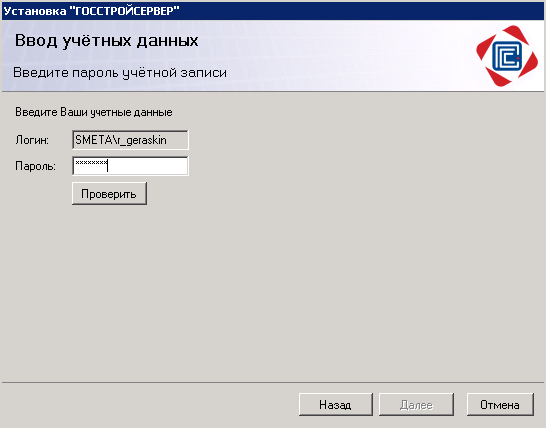 Установка "ГОССТРОЙСЕРВЕР"
Ввод учётных данных
Введите пароль учётной записи
Введите Ваши учетные данные
Логин: SMETA\r_geraskin
Пароль: xxxxxxxx
Проверить
Назад Далее Отмена